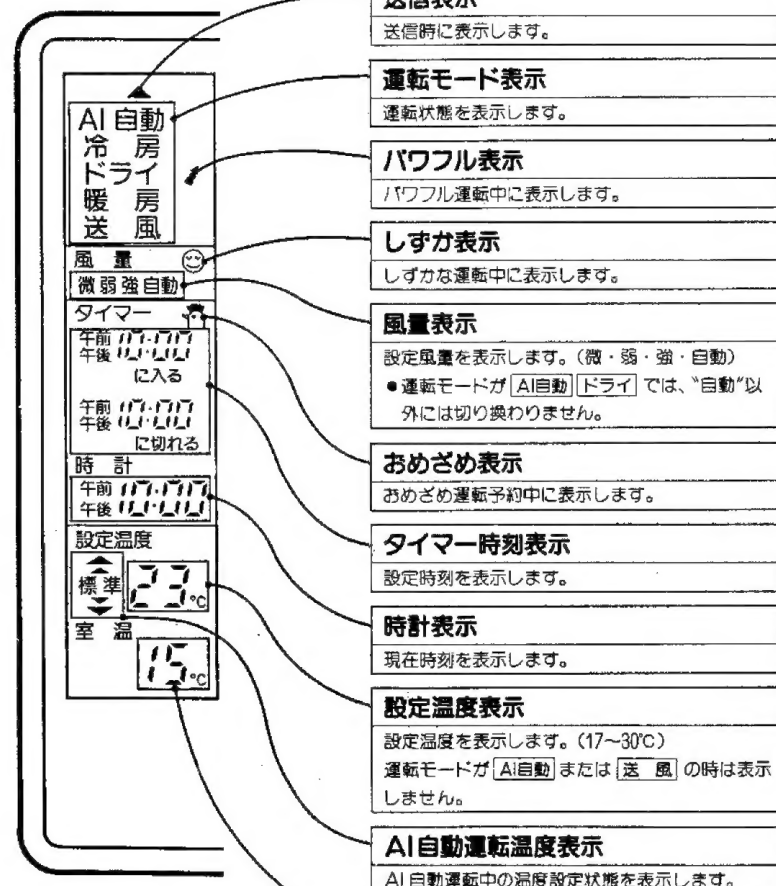 AI 自動
冷 房
ドライ
暖 房
送 風
風 量
微 弱 強 自動
タイマー
午前
午後 10:00
に入る
午前
午後 10:00
に切れる
時 計
午前
午後 10:00
設定温度
標準 23℃
室 温
15℃
送信表示
送信時に表示します。
運転モード表示
運転状態を表示します。
パワフル表示
パワフル運転中に表示します。
しずか表示
しずかな運転中に表示します。
風量表示
設定風量を表示します。(微・弱・強・自動)
●運転モードが AI自動 ドライ では、“自動”以
外には切り換わりません。
おめざめ表示
おめざめ運転予約中に表示します。
タイマー時刻表示
設定時刻を表示します。
時計表示
現在時刻を表示します。
設定温度表示
設定温度を表示します。(17〜30℃)
運転モードが AI自動 または 送 風 の時は表示
しません。
AI自動運転温度表示
AI自動運転中の温度設定状態を表示します。